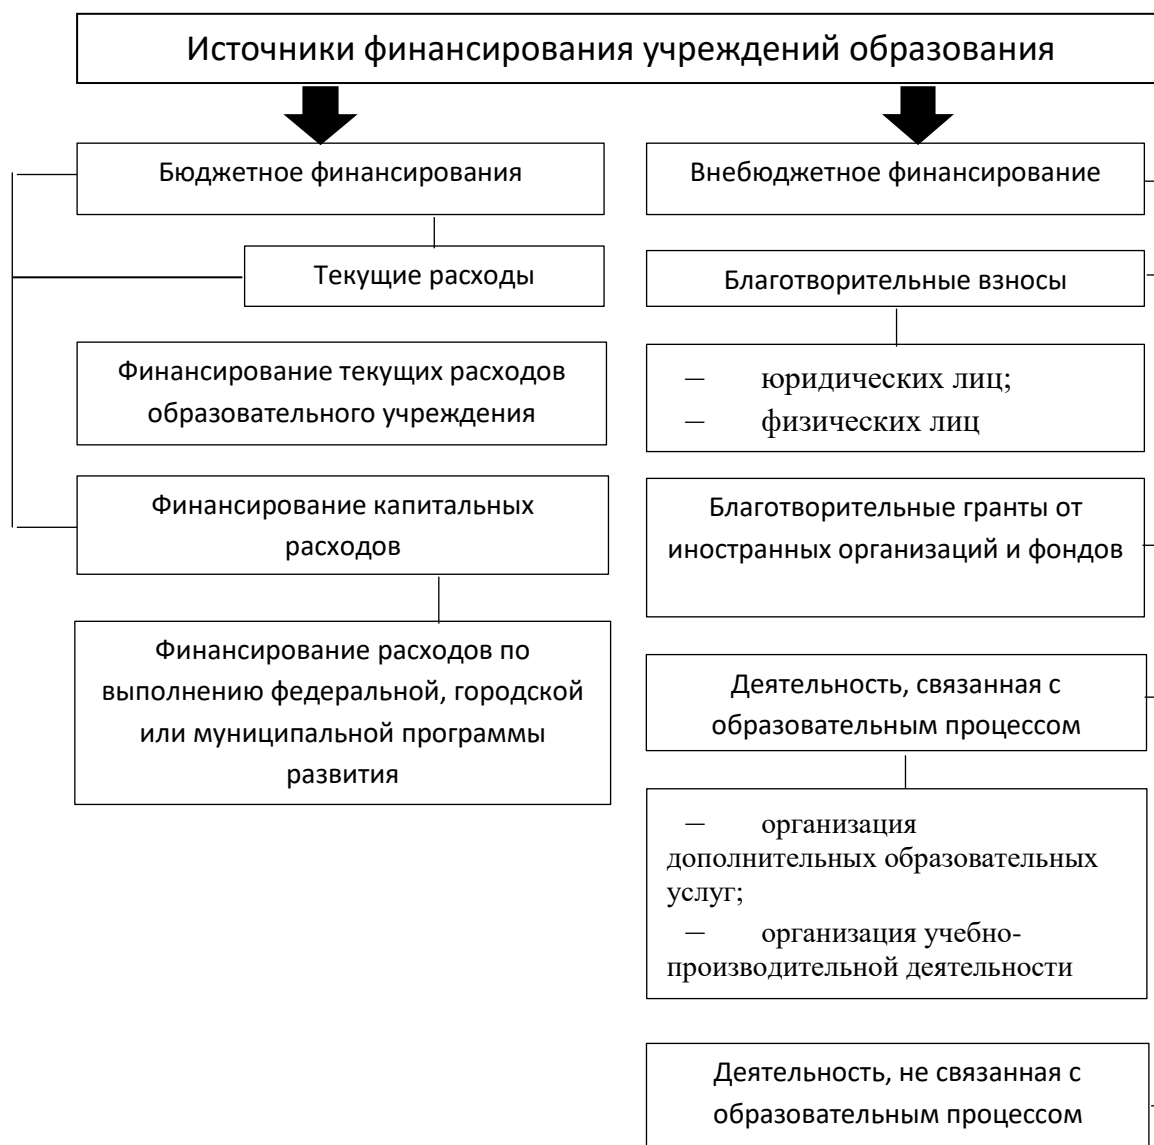 Источники финансирования учреждений образования
Бюджетное финансирования
Текущие расходы
Финансирование текущих расходов
образовательного учреждения
Финансирование капитальных
расходов
Финансирование расходов по
выполнению федеральной, городской
или муниципальной программы
развития
Внебюджетное финансирование
Благотворительные взносы
— юридических лиц;
— физических лиц
Благотворительные гранты от
иностранных организаций и фондов
Деятельность, связанная с
образовательным процессом
— организация
дополнительных образовательных
услуг;
— организация учебно-
производительной деятельности
Деятельность, не связанная с
образовательным процессом